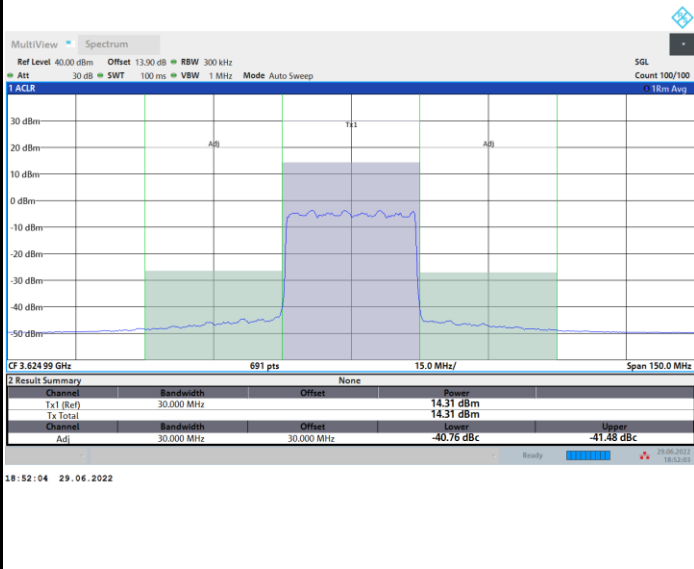 MultiView Spectrum
Ref Level 40.00 dBm Offset 13.90 dB RBW 300 kHz SGL
Att 30 dB SWT 100 ms VBW 1 MHz Mode Auto Sweep Count 100/100
1 ACLR 1Rm Avg
30 dBm
Tx1
20 dBm
Adj Adj
10 dBm
0 dBm
-10 dBm
-20 dBm
-30 dBm
-40 dBm
-50 dBm
CF 3.624 99 GHz 691 pts 15.0 MHz/ Span 150.0 MHz
2 Result Summary None
Channel Bandwidth Offset Power
Tx1 (Ref) 30.000 MHz 14.31 dBm
Tx Total 14.31 dBm
Channel Bandwidth Offset Lower Upper
Adj 30.000 MHz 30.000 MHz -40.76 dBc -41.48 dBc
Ready 29.06.2022
18:52:03
18:52:04 29.06.2022